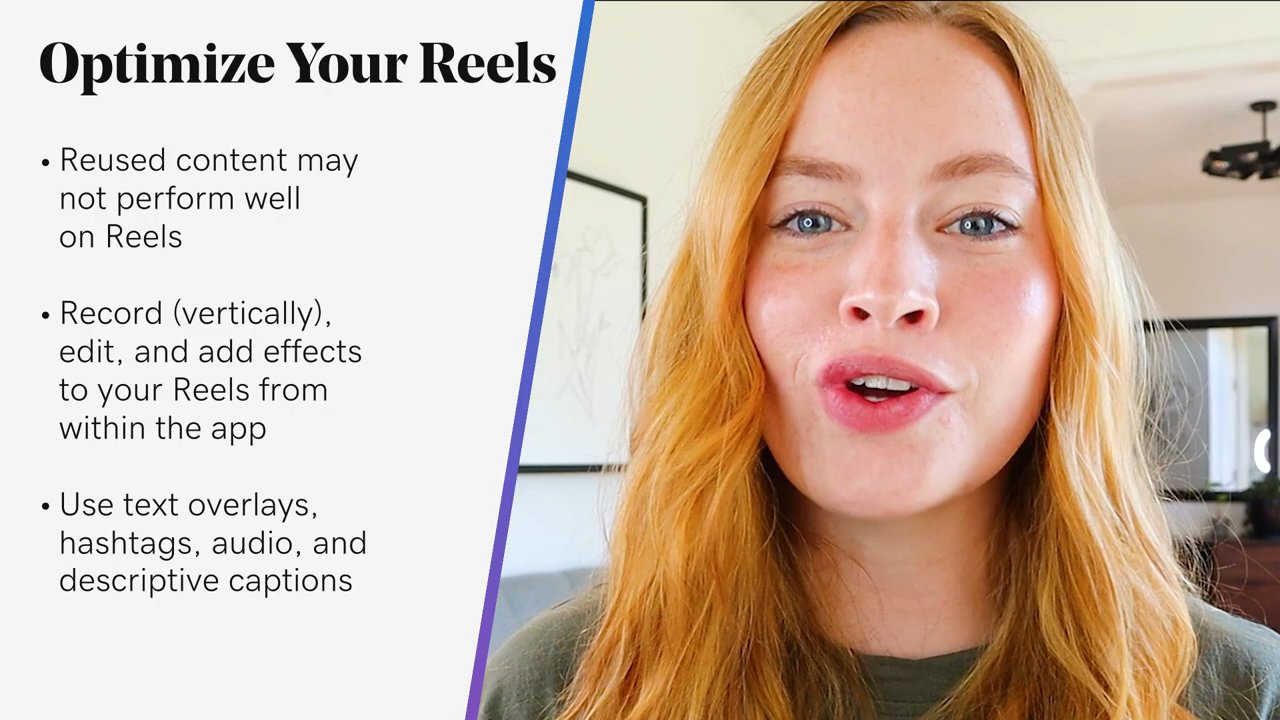 Optimize Your Reels
• Reused content may
not perform well
on Reels
• Record (vertically),
edit, and add effects
to your Reels from
within the app
• Use text overlays,
hashtags, audio, and
descriptive captions